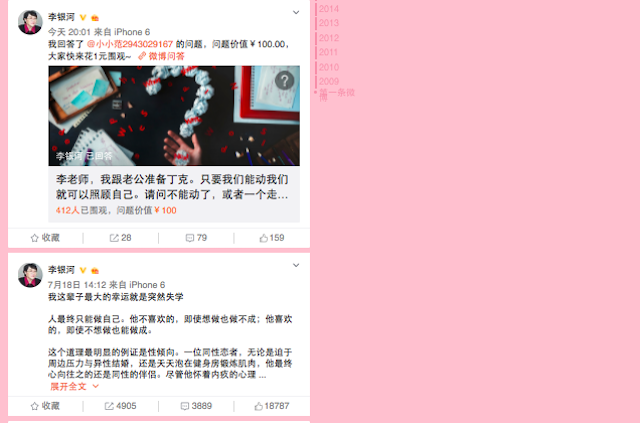 李银河
今天 20:01 来自 iPhone 6
我回答了 @小小范2943029167 的问题，问题价值￥100.00，
大家快来花1元围观~ 微博问答
?
李银河 已回答
李老师，我跟老公准备丁克。只要我们能动我们
就可以照顾自己。请问不能动了，或者一个走…
412人已围观，问题价值￥100
收藏 28 79 159
李银河
7月18日 14:12 来自 iPhone 6
我这辈子最大的幸运就是突然失学
人最终只能做自己。他不喜欢的，即使想做也做不成；他喜欢
的，即使不想做也能做成。
这个道理最明显的例证是性倾向。一位同性恋者，无论是迫于
周边压力与异性结婚，还是天天泡在健身房煅炼肌肉，他最终
心向往之的还是同性的伴侣。尽管他怀着内疚的心理 ...
展开全文
收藏 4905 3889 18787
2014
2013
2012
2011
2010
2009
第一条微
博